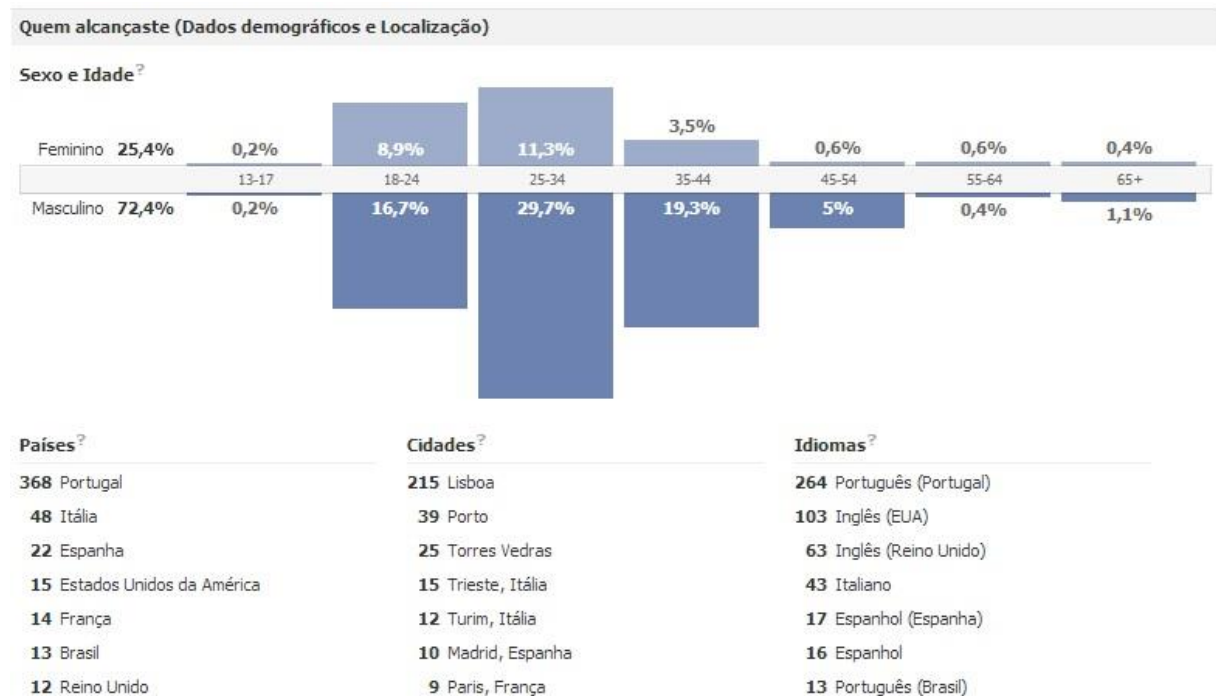 Quem alcançaste (Dados demográficos e Localização)
Sexo e Idade?
3,5%
Feminino 25,4% 0,2% 8,9% 11,3% 0,6% 0,6% 0,4%
13-17 18-24 25-34 35-44 45-54 55-64 65+
Masculino 72,4% 0,2% 16,7% 29,7% 19,3% 5% 0,4% 1,1%
Países?
368 Portugal
48 Itália
22 Espanha
15 Estados Unidos da América
14 França
13 Brasil
12 Reino Unido
Cidades?
215 Lisboa
39 Porto
25 Torres Vedras
15 Trieste, Itália
12 Turim, Itália
10 Madrid, Espanha
9 Paris, França
Idiomas?
264 Português (Portugal)
103 Inglês (EUA)
63 Inglês (Reino Unido)
43 Italiano
17 Espanhol (Espanha)
16 Espanhol
13 Português (Brasil)